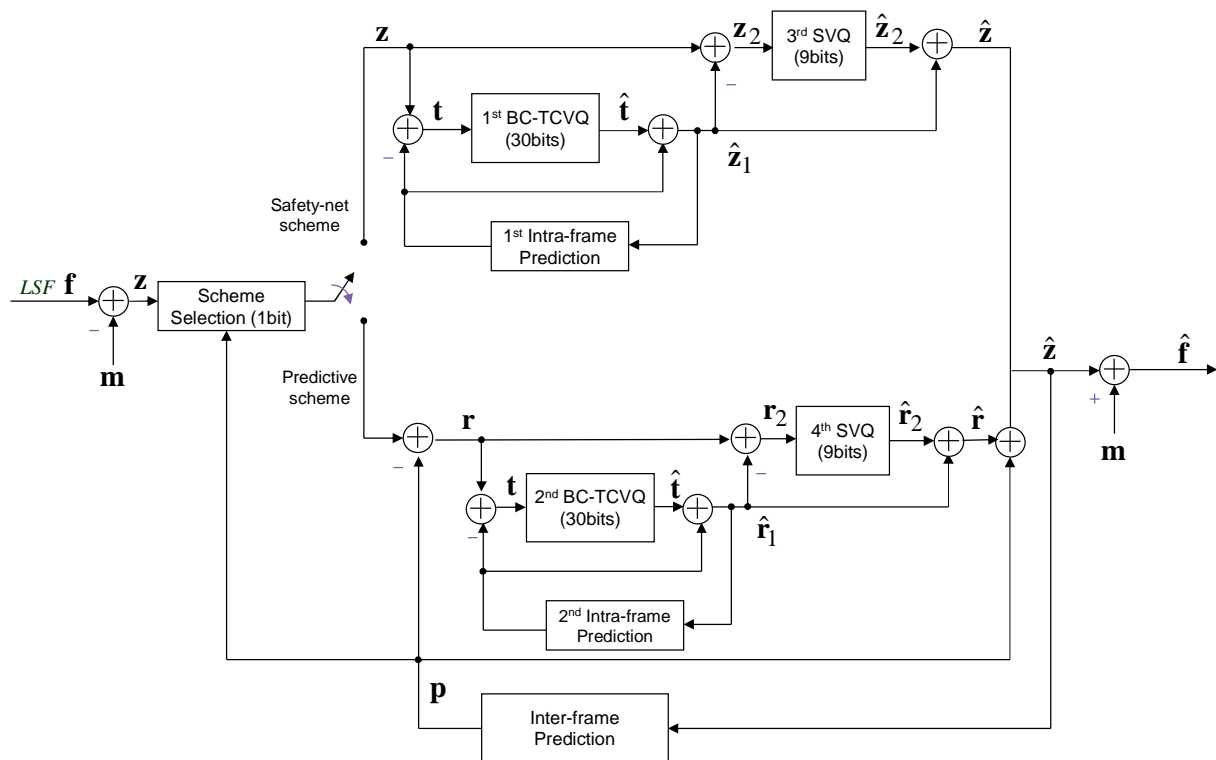 z
z₂
3rd SVQ
(9bits)
ẑ₂
ẑ
t
1st BC-TCVQ
(30bits)
t̂
ẑ₁
–
–
Safety-net
scheme
1st Intra-frame
Prediction
LSF f
z
Scheme
Selection (1bit)
–
m
Predictive
scheme
ẑ
f̂
+
m
r
r₂
4th SVQ
(9bits)
r̂₂
r̂
–
–
t
2nd BC-TCVQ
(30bits)
t̂
r̂₁
–
2nd Intra-frame
Prediction
p
Inter-frame
Prediction